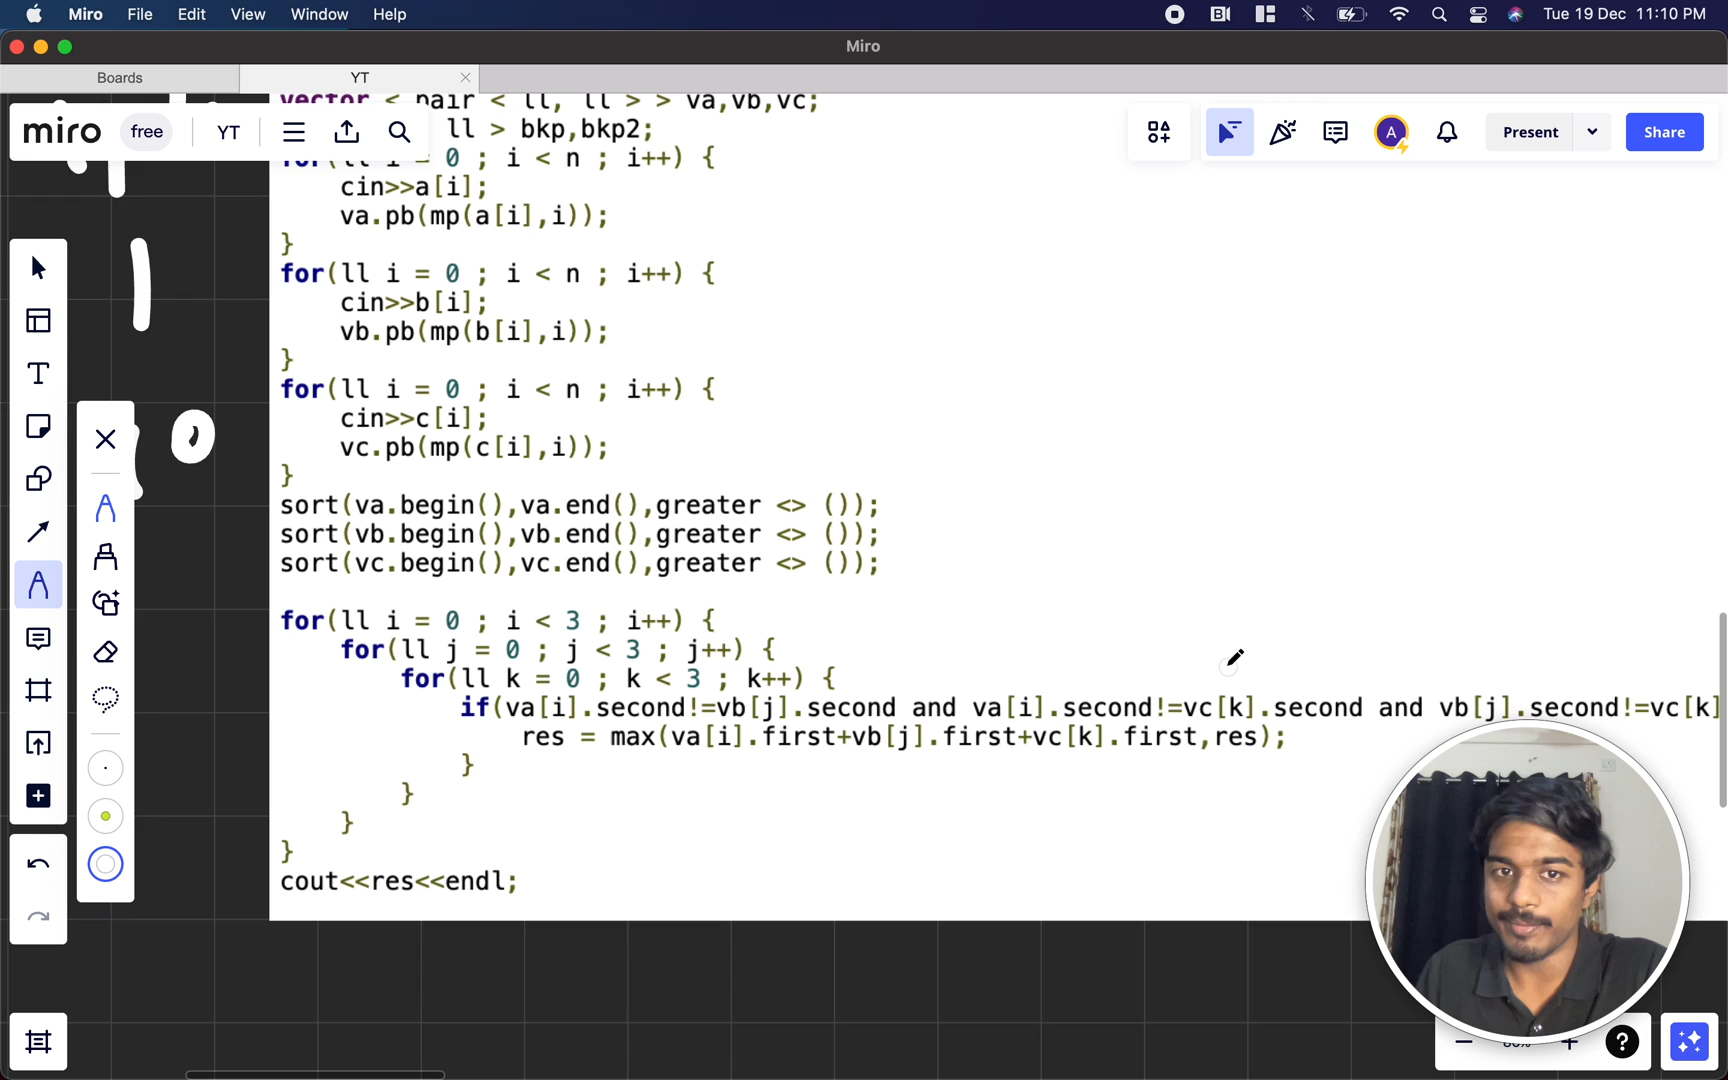 Miro File Edit View Window Help
Tue 19 Dec 11:10 PM
Miro
Boards
YT
vector < pair < ll, ll > > va,vb,vc;
miro free YT
ll > bkp,bkp2;
Present
Share
for(ll i = 0 ; i < n ; i++) {
cin>>a[i];
va.pb(mp(a[i],i));
}
for(ll i = 0 ; i < n ; i++) {
cin>>b[i];
vb.pb(mp(b[i],i));
}
for(ll i = 0 ; i < n ; i++) {
cin>>c[i];
vc.pb(mp(c[i],i));
}
sort(va.begin(),va.end(),greater <> ());
sort(vb.begin(),vb.end(),greater <> ());
sort(vc.begin(),vc.end(),greater <> ());
for(ll i = 0 ; i < 3 ; i++) {
for(ll j = 0 ; j < 3 ; j++) {
for(ll k = 0 ; k < 3 ; k++) {
if(va[i].second!=vb[j].second and va[i].second!=vc[k].second and vb[j].second!=vc[k]
res = max(va[i].first+vb[j].first+vc[k].first,res);
}
}
}
}
cout<<res<<endl;